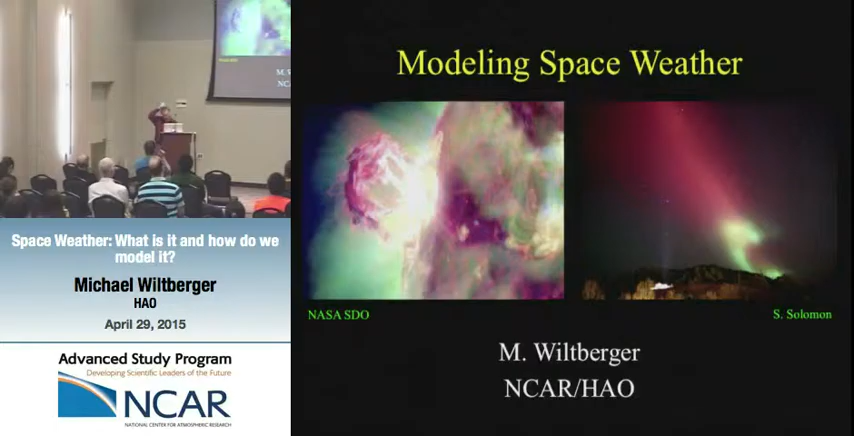 Space Weather: What is it and how do we
model it?
Michael Wiltberger
HAO
April 29, 2015
Advanced Study Program
Developing Scientific Leaders of the Future
NCAR
NATIONAL CENTER FOR ATMOSPHERIC RESEARCH
Modeling Space Weather
NASA SDO
S. Solomon
M. Wiltberger
NCAR/HAO